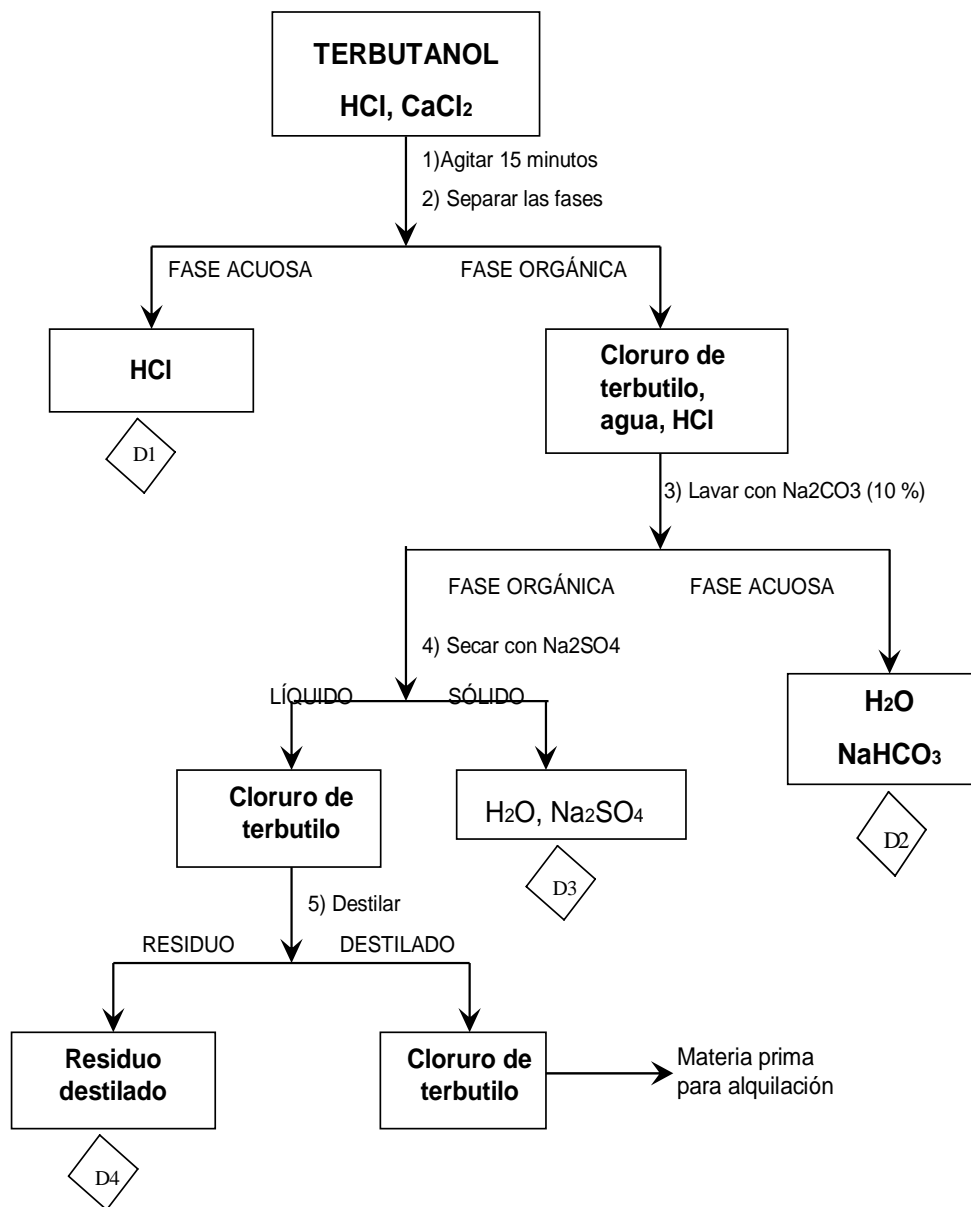 TERBUTANOL
HCl, CaCl₂
1)Agitar 15 minutos
2) Separar las fases
FASE ACUOSA
FASE ORGÁNICA
HCl
Cloruro de
terbutilo,
agua, HCl
D1
3) Lavar con Na2CO3 (10 %)
FASE ORGÁNICA
FASE ACUOSA
4) Secar con Na2SO4
LÍQUIDO
SÓLIDO
H₂O
NaHCO₃
Cloruro de
terbutilo
H₂O, Na₂SO₄
D2
D3
5) Destilar
RESIDUO
DESTILADO
Residuo
destilado
Cloruro de
terbutilo
Materia prima
para alquilación
D4